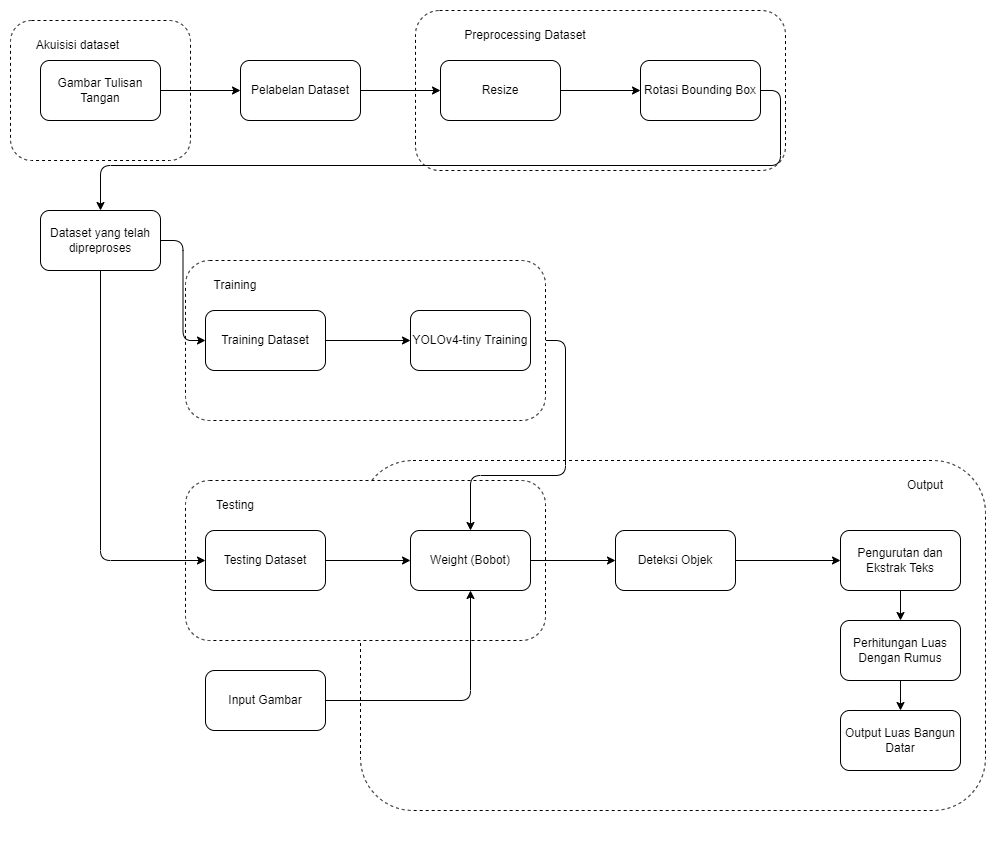 Akuisisi dataset
Gambar Tulisan
Tangan
Pelabelan Dataset
Preprocessing Dataset
Resize
Rotasi Bounding Box
Dataset yang telah
dipreproses
Training
Training Dataset
YOLOv4-tiny Training
Output
Testing
Testing Dataset
Weight (Bobot)
Deteksi Objek
Pengurutan dan
Ekstrak Teks
Perhitungan Luas
Dengan Rumus
Input Gambar
Output Luas Bangun
Datar